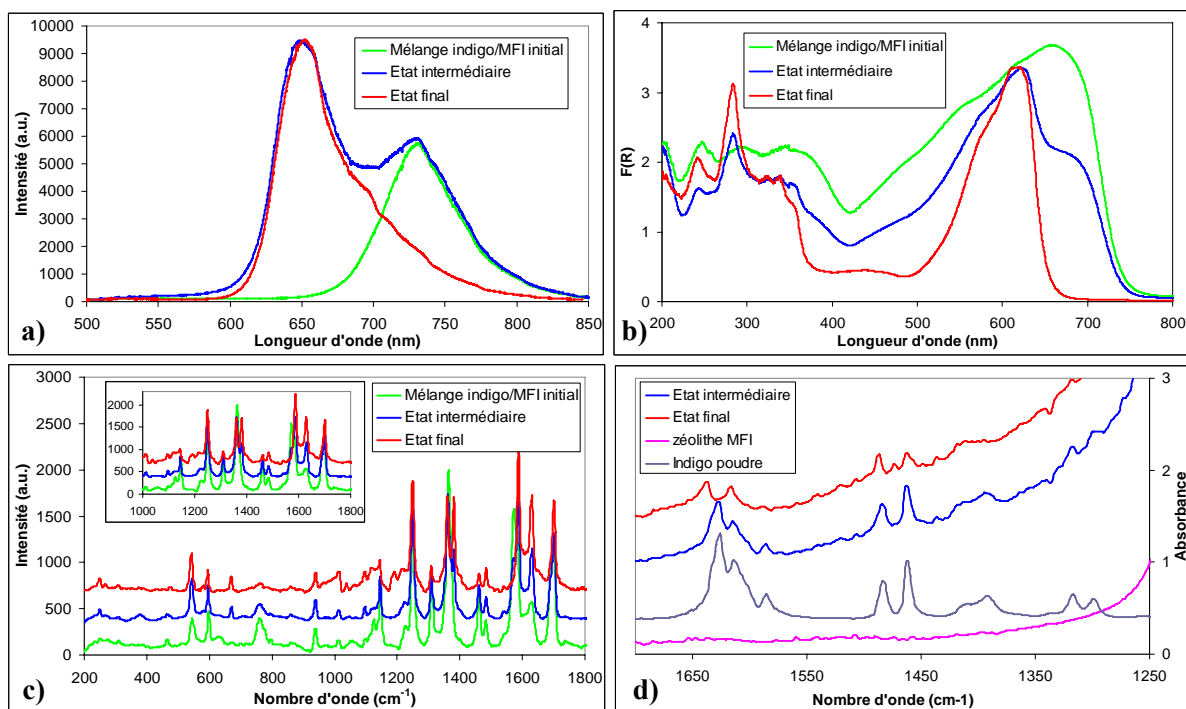 10000
9000
8000
7000
6000
5000
4000
3000
2000
1000
0
Intensité (a.u.)
Mélange indigo/MFI initial
Etat intermédiaire
Etat final
500 550 600 650 700 750 800 850
Longueur d'onde (nm)
a)
4
3
2
1
0
F(R)
Mélange indigo/MFI initial
Etat intermédiaire
Etat final
200 300 400 500 600 700 800
Longueur d'onde (nm)
b)
3000
2500
2000
1500
1000
500
0
Intensité (a.u.)
2000
1500
1000
500
0
1000 1200 1400 1600 1800
Mélange indigo/MFI initial
Etat intermédiaire
Etat final
200 400 600 800 1000 1200 1400 1600 1800
Nombre d'onde (cm-1)
c)
Etat intermédiaire
Etat final
zéolithe MFI
Indigo poudre
3
2
1
0
Absorbance
1650 1550 1450 1350 1250
Nombre d'onde (cm-1)
d)